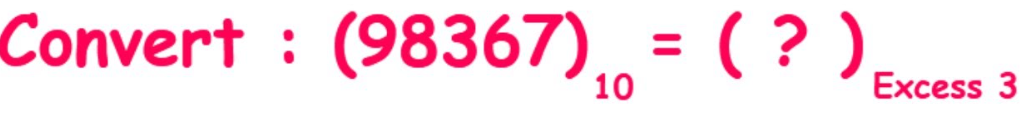 Convert : (98367)10 = ( ? )Excess 3